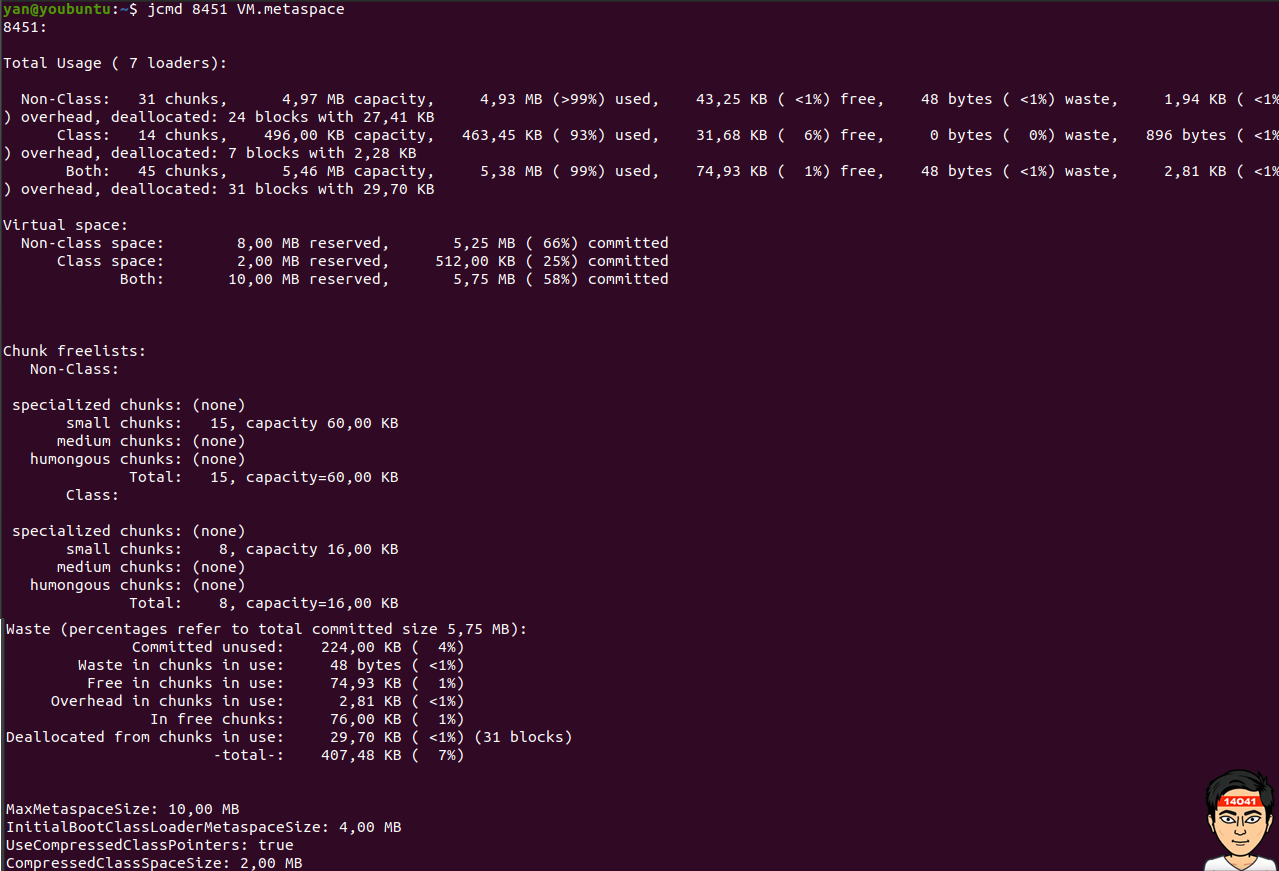 yan@youbuntu:~$ jcmd 8451 VM.metaspace
8451:
Total Usage ( 7 loaders):
Non-Class:   31 chunks,      4,97 MB capacity,     4,93 MB (>99%) used,    43,25 KB ( <1%) free,    48 bytes ( <1%) waste,     1,94 KB ( <1%
) overhead, deallocated: 24 blocks with 27,41 KB
Class:   14 chunks,    496,00 KB capacity,   463,45 KB ( 93%) used,    31,68 KB (  6%) free,     0 bytes (  0%) waste,   896 bytes ( <1%
) overhead, deallocated: 7 blocks with 2,28 KB
Both:   45 chunks,      5,46 MB capacity,     5,38 MB ( 99%) used,    74,93 KB (  1%) free,    48 bytes ( <1%) waste,     2,81 KB ( <1%
) overhead, deallocated: 31 blocks with 29,70 KB
Virtual space:
Non-class space:        8,00 MB reserved,       5,25 MB ( 66%) committed
Class space:        2,00 MB reserved,     512,00 KB ( 25%) committed
Both:       10,00 MB reserved,       5,75 MB ( 58%) committed
Chunk freelists:
Non-Class:
specialized chunks: (none)
small chunks:   15, capacity 60,00 KB
medium chunks: (none)
humongous chunks: (none)
Total:   15, capacity=60,00 KB
Class:
specialized chunks: (none)
small chunks:    8, capacity 16,00 KB
medium chunks: (none)
humongous chunks: (none)
Total:    8, capacity=16,00 KB
Waste (percentages refer to total committed size 5,75 MB):
Committed unused:    224,00 KB (  4%)
Waste in chunks in use:     48 bytes ( <1%)
Free in chunks in use:     74,93 KB (  1%)
Overhead in chunks in use:      2,81 KB ( <1%)
In free chunks:     76,00 KB (  1%)
Deallocated from chunks in use:     29,70 KB ( <1%) (31 blocks)
-total-:    407,48 KB (  7%)
MaxMetaspaceSize: 10,00 MB
14041
InitialBootClassLoaderMetaspaceSize: 4,00 MB
UseCompressedClassPointers: true
CompressedClassSpaceSize: 2,00 MB